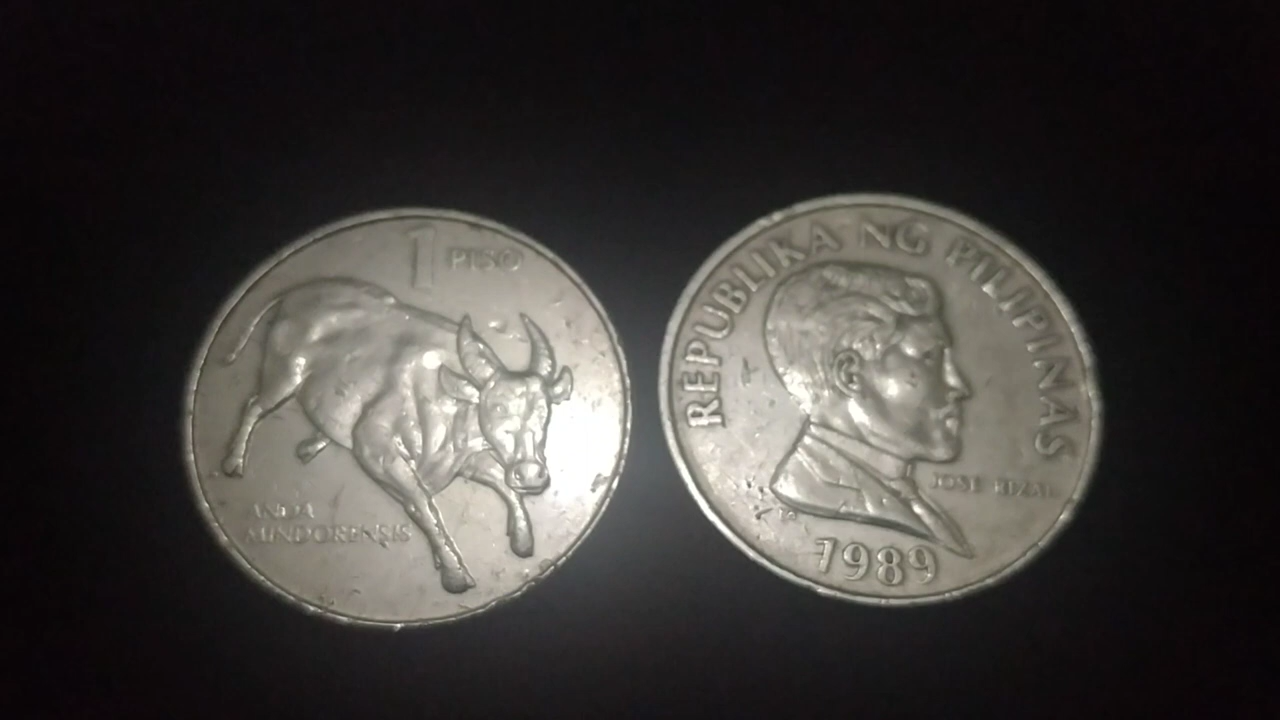 1 PISO
ANOA
MINDORENSIS
REPUBLIKA NG PILIPINAS
JOSE RIZAL
1989